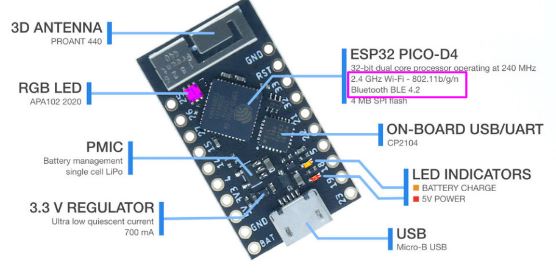 3D ANTENNA
PROANT 440
RGB LED
APA102 2020
PMIC
Battery management
single cell LiPo
3.3 V REGULATOR
Ultra low quiescent current
700 mA
ESP32 PICO-D4
32-bit dual core processor operating at 240 MHz
2.4 GHz Wi-Fi - 802.11b/g/n
Bluetooth BLE 4.2
4 MB SPI flash
ON-BOARD USB/UART
CP2104
LED INDICATORS
BATTERY CHARGE
5V POWER
USB
Micro-B USB
GND
RST
GND
BAT
23
19